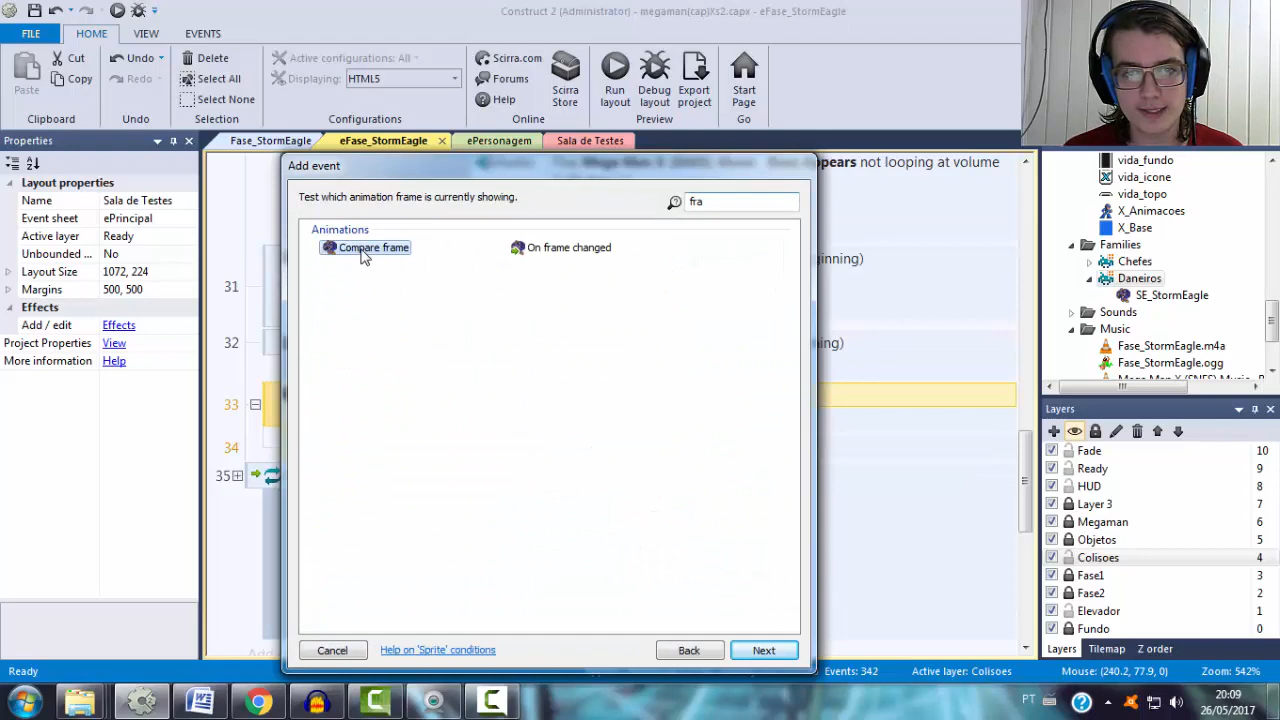 Construct 2 (Administrator) - megaman(cap)Xs2.capx - eFase_StormEagle
FILE
HOME
VIEW
EVENTS
Paste
Cut
Copy
Clipboard
Undo
Redo
Undo
Delete
Select All
Select None
Selection
Active configurations: All
Displaying:
HTML5
Configurations
Scirra.com
Forums
Help
Scirra Store
Online
Run layout
Debug layout
Export project
Preview
Start Page
Go
Properties
Fase_StormEagle
eFase_StormEagle
ePersonagem
Sala de Testes
Layout properties
Name
Sala de Testes
Event sheet
ePrincipal
Active layer
Ready
Unbounded ...
No
Layout Size
1072, 224
Margins
500, 500
Effects
Add / edit
Effects
Project Properties
View
More information
Help
Appears not looping at volume
31
ginning)
32
ning)
33
34
35
Add event
Test which animation frame is currently showing.
fra
Animations
Compare frame
On frame changed
Cancel
Help on 'Sprite' conditions
Back
Next
vida_fundo
vida_icone
vida_topo
X_Animacoes
X_Base
Families
Chefes
Daneiros
SE_StormEagle
Sounds
Music
Fase_StormEagle.m4a
Fase_StormEagle.ogg
Layers
Fade 10
Ready 9
HUD 8
Layer 3 7
Megaman 6
Objetos 5
Colisoes 4
Fase1 3
Fase2 2
Elevador 1
Fundo 0
Layers
Tilemap
Z order
Ready
Events: 342
Active layer: Colisoes
Mouse: (240.2, 77.9, 0)
Zoom: 542%
PT
20:09
26/05/2017